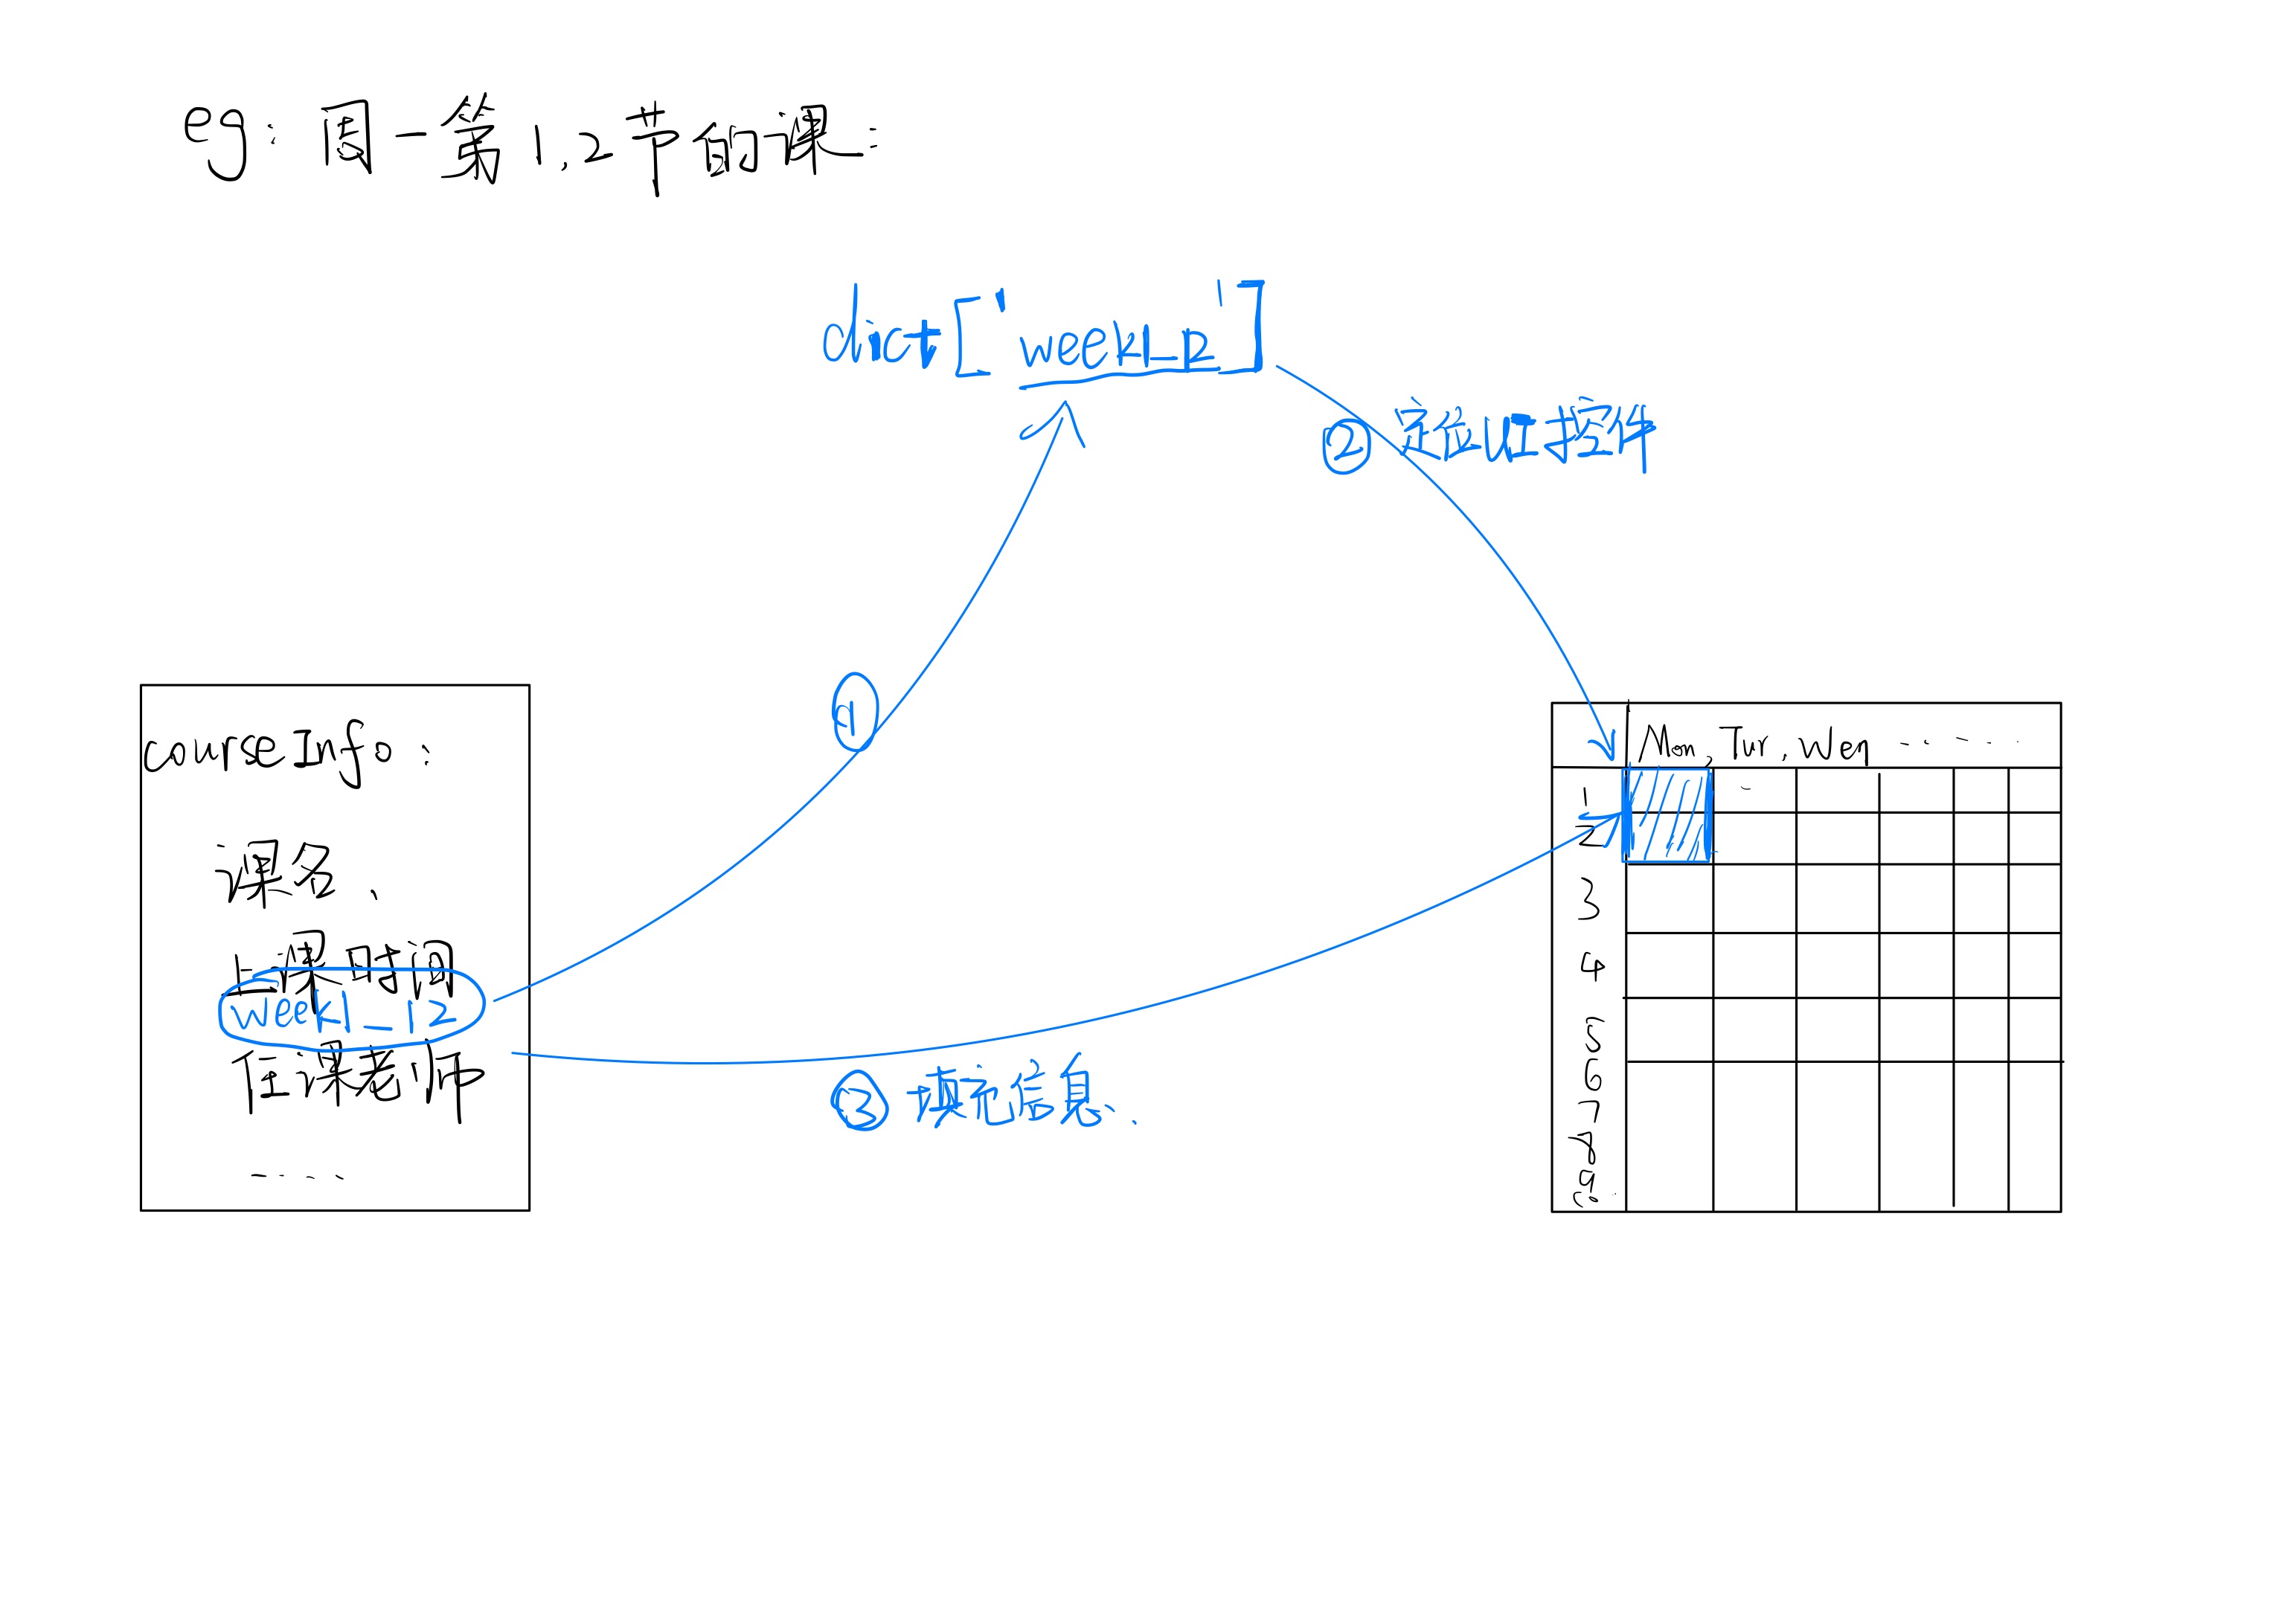 eg: 周一第1,2节的课:
dict['week1_12']
② 定位UI控件
①
courseInfo:
课名、
上课时间
week1_12
任课老师
.....
③ 填充信息、
Mon, Tur, Wen ......
1
2
3
4
5
6
7
8
9